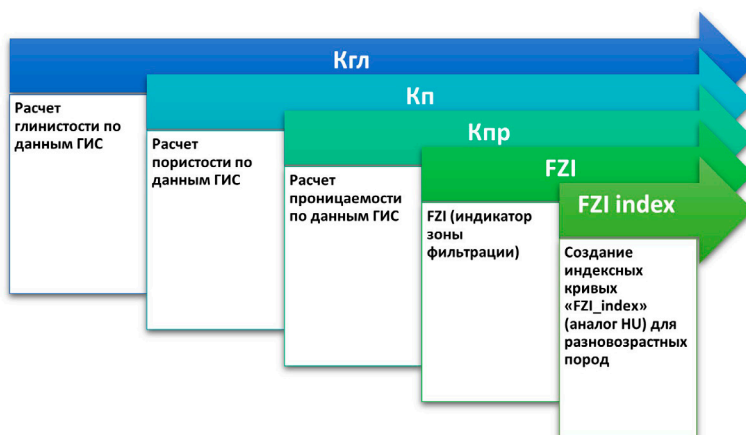 Кгл
Расчет
глинистости по
данным ГИС
Кп
Расчет
пористости по
данным ГИС
Кпр
Расчет
проницаемости
по данным ГИС
FZI
FZI (индикатор
зоны
фильтрации)
FZI index
Создание
индексных
кривых
«FZI_index»
(аналог HU) для
разновозрастных
пород